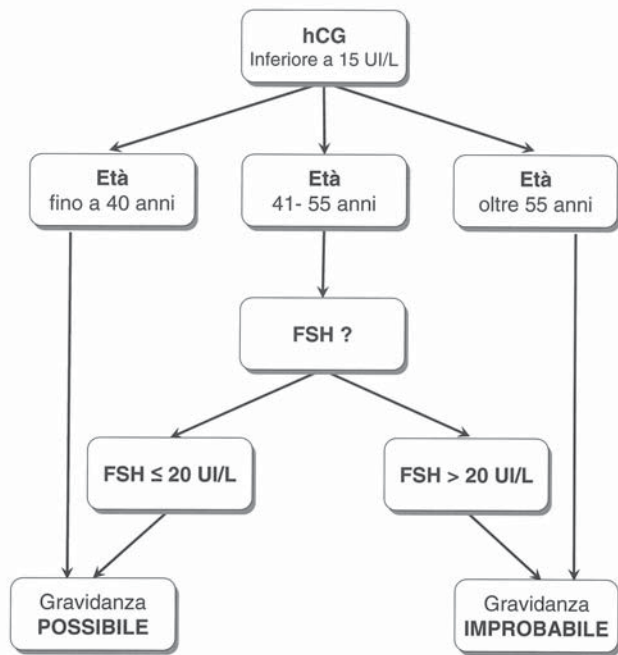 hCG
Inferiore a 15 UI/L
Età
fino a 40 anni
Età
41- 55 anni
Età
oltre 55 anni
FSH ?
FSH ≤ 20 UI/L
FSH > 20 UI/L
Gravidanza
POSSIBILE
Gravidanza
IMPROBABILE